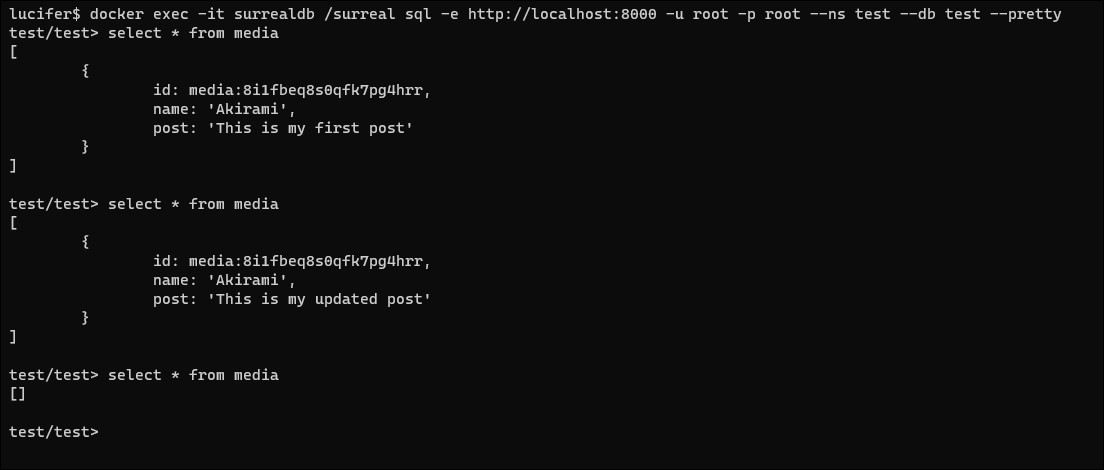 lucifer$ docker exec -it surrealdb /surreal sql -e http://localhost:8000 -u root -p root --ns test --db test --pretty
test/test> select * from media
[
        {
                id: media:8i1fbeq8s0qfk7pg4hrr,
                name: 'Akirami',
                post: 'This is my first post'
        }
]

test/test> select * from media
[
        {
                id: media:8i1fbeq8s0qfk7pg4hrr,
                name: 'Akirami',
                post: 'This is my updated post'
        }
]

test/test> select * from media
[]

test/test>